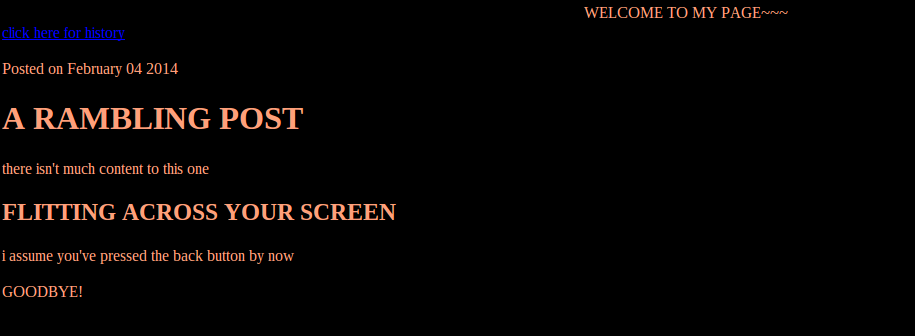 WELCOME TO MY PAGE~~~
click here for history
Posted on February 04 2014
A RAMBLING POST
there isn't much content to this one
FLITTING ACROSS YOUR SCREEN
i assume you've pressed the back button by now
GOODBYE!